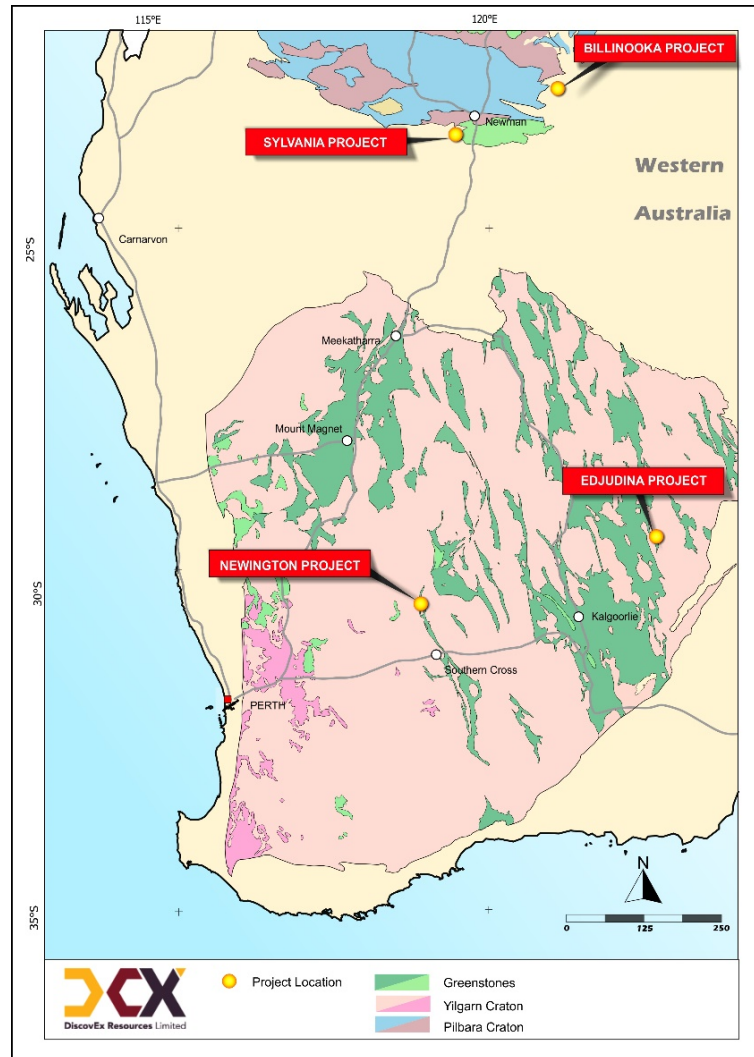 115°E
120°E
BILLINOOKA PROJECT
Newman
SYLVANIA PROJECT
Western
Australia
25°S
Carnarvon
Meekatharra
Mount Magnet
EDJUDINA PROJECT
NEWINGTON PROJECT
30°S
Kalgoorlie
Southern Cross
PERTH
N
35°S
0 125 250
DCX
DiscovEx Resources Limited
Project Location
Greenstones
Yilgarn Craton
Pilbara Craton